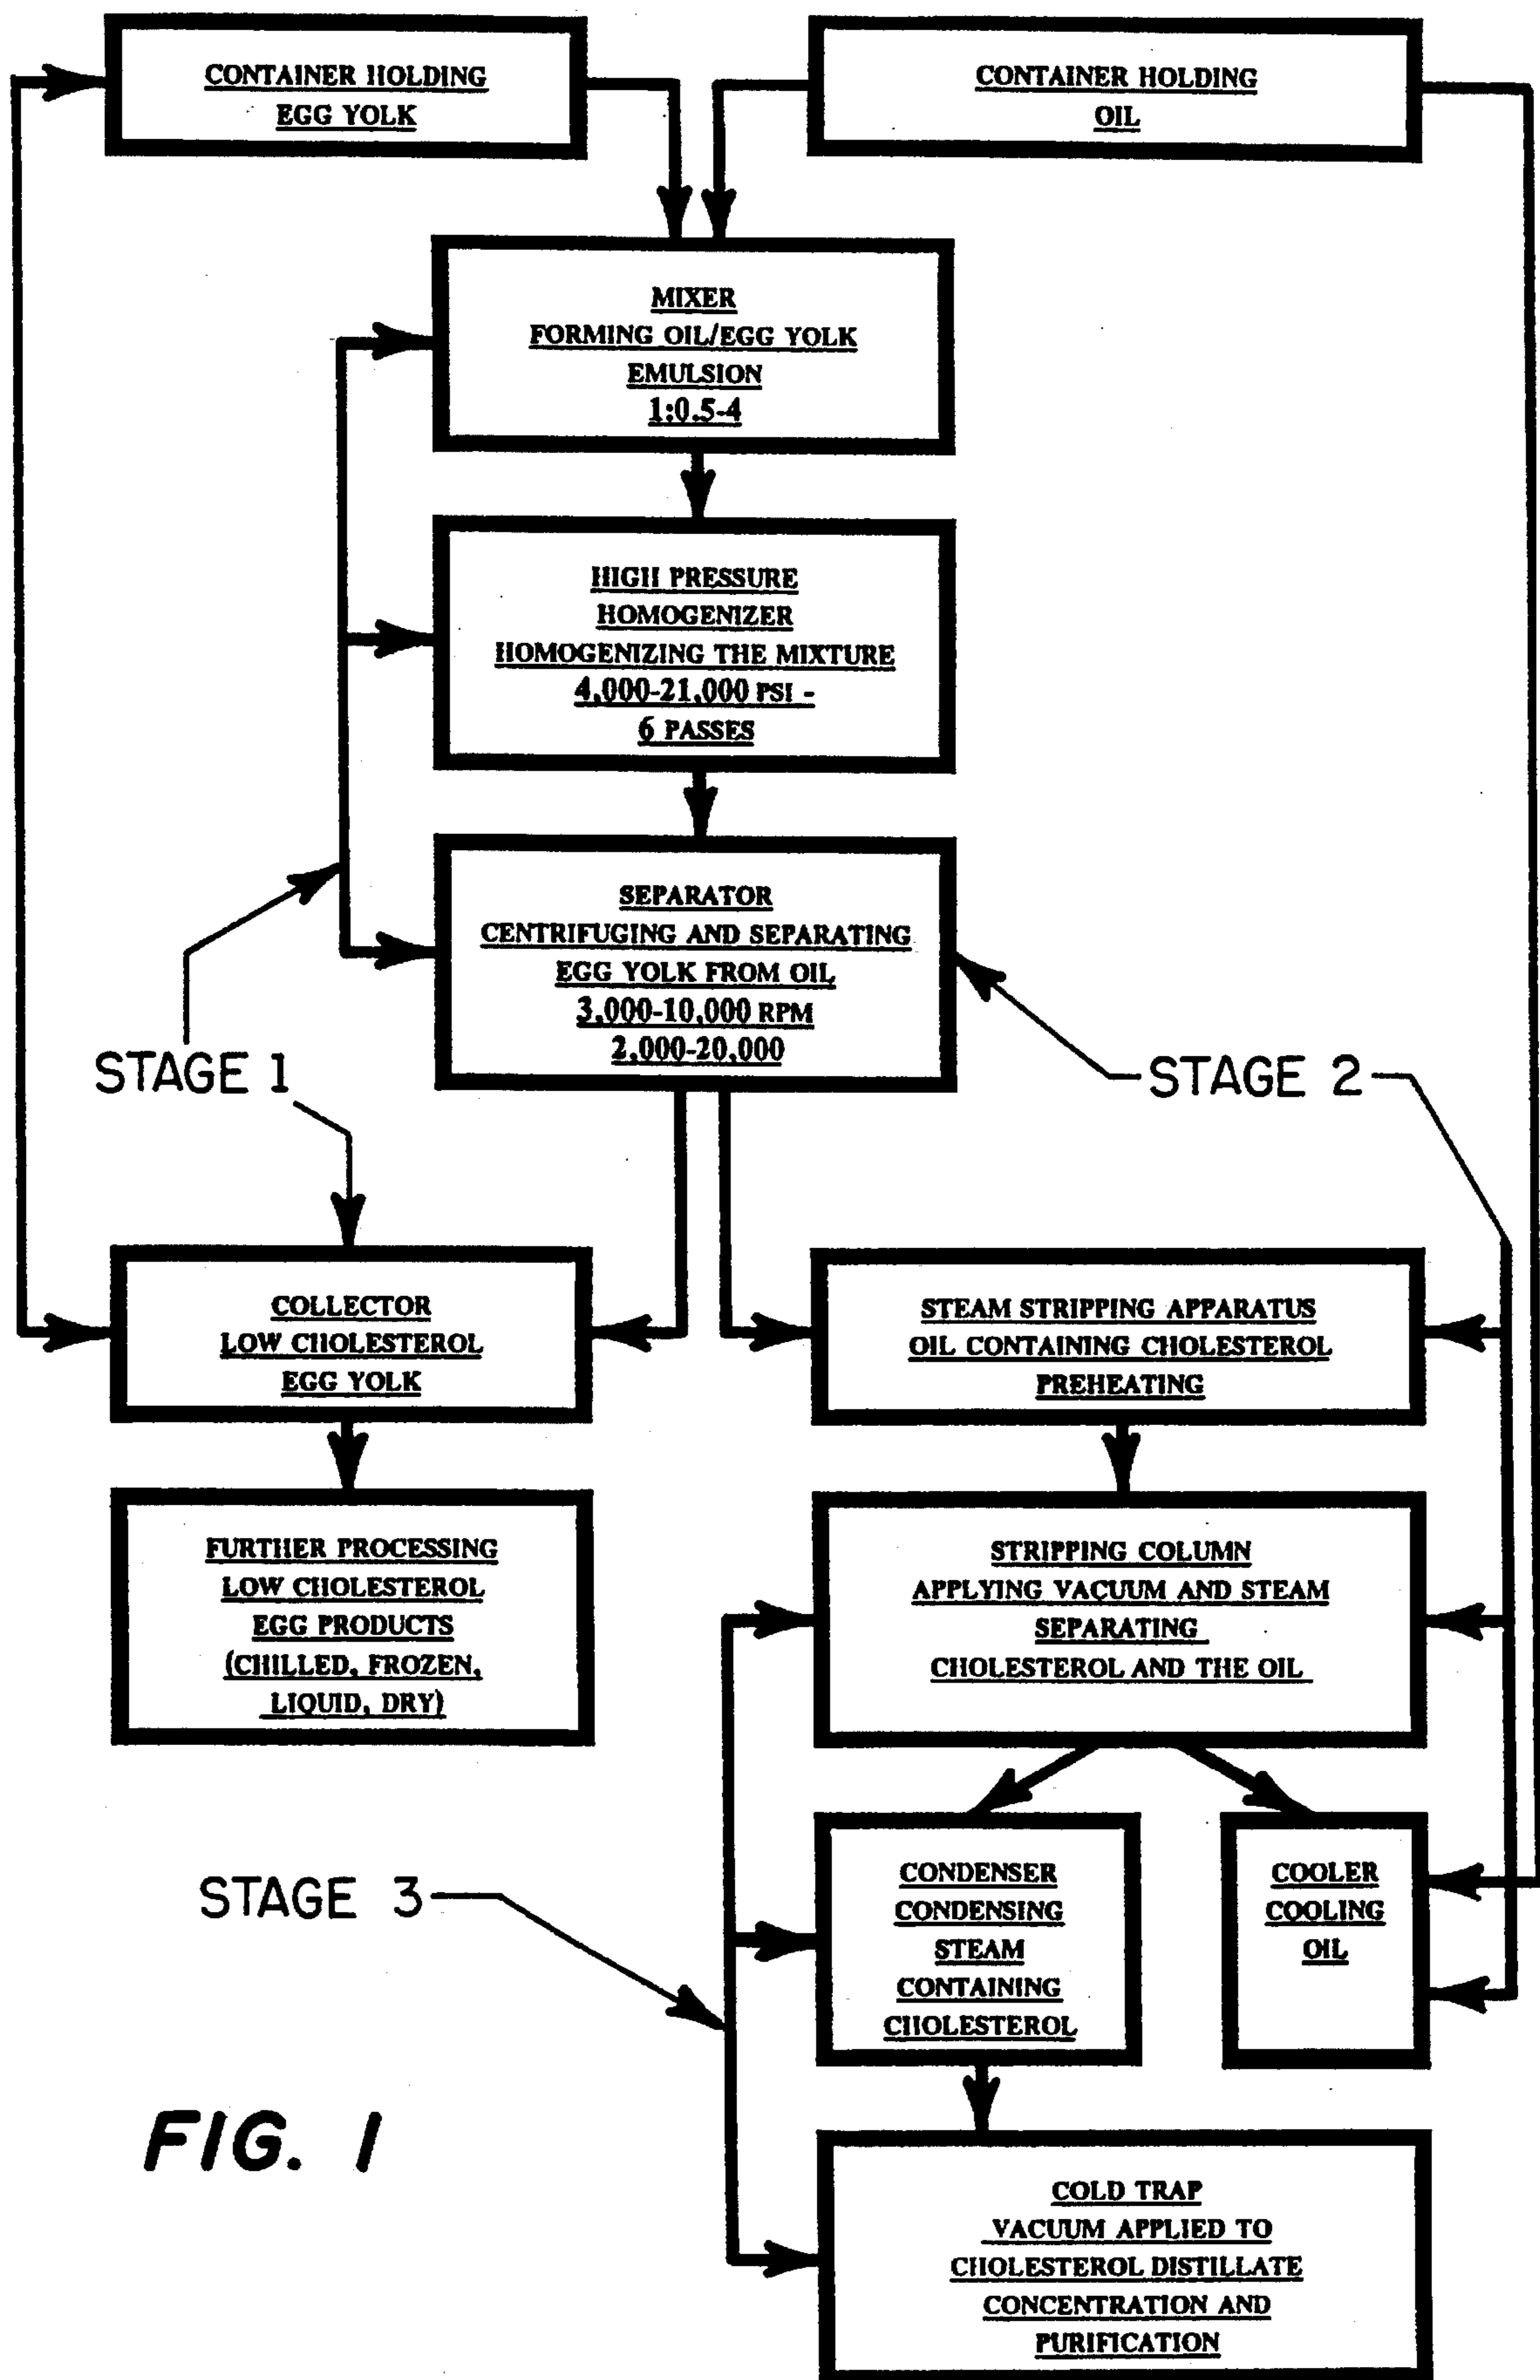 CONTAINER HOLDING
EGG YOLK
CONTAINER HOLDING
OIL
MIXER
FORMING OIL/EGG YOLK
EMULSION
1:0.5-4
HIGH PRESSURE
HOMOGENIZER
HOMOGENIZING THE MIXTURE
4,000-21,000 PSI -
6 PASSES
SEPARATOR
CENTRIFUGING AND SEPARATING
EGG YOLK FROM OIL
3,000-10,000 RPM
2,000-20,000
STAGE 1
STAGE 2
COLLECTOR
LOW CHOLESTEROL
EGG YOLK
STEAM STRIPPING APPARATUS
OIL CONTAINING CHOLESTEROL
PREHEATING
FURTHER PROCESSING
LOW CHOLESTEROL
EGG PRODUCTS
(CHILLED, FROZEN,
LIQUID, DRY)
STRIPPING COLUMN
APPLYING VACUUM AND STEAM
SEPARATING
CHOLESTEROL AND THE OIL
STAGE 3
CONDENSER
CONDENSING
STEAM
CONTAINING
CHOLESTEROL
COOLER
COOLING
OIL
FIG. 1
COLD TRAP
VACUUM APPLIED TO
CHOLESTEROL DISTILLATE
CONCENTRATION AND
PURIFICATION